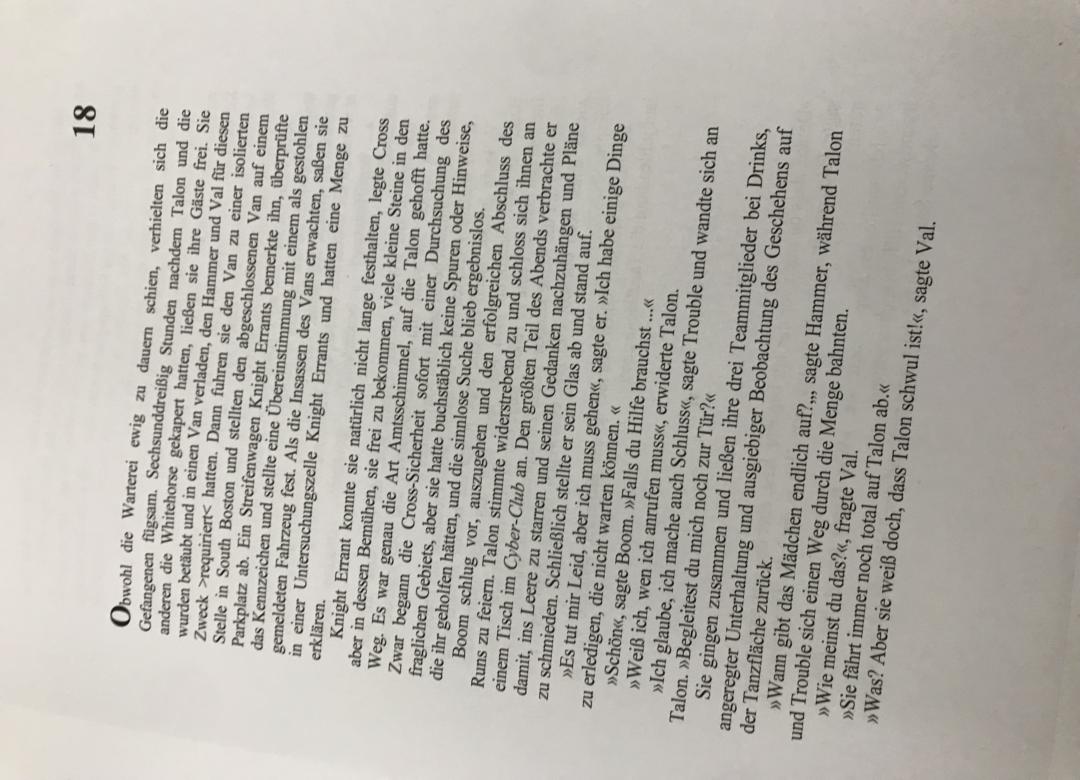 18
Obwohl die Warterei ewig zu dauern schien, verhielten sich die
Gefangenen fügsam. Sechsunddreißig Stunden nachdem Talon und die
anderen die Whitehorse gekapert hatten, ließen sie ihre Gäste frei. Sie
wurden betäubt und in einen Van verladen, den Hammer und Val für diesen
Zweck >requiriert< hatten. Dann fuhren sie den Van zu einer isolierten
Stelle in South Boston und stellten den abgeschlossenen Van auf einem
Parkplatz ab. Ein Streifenwagen Knight Errants bemerkte ihn, überprüfte
das Kennzeichen und stellte eine Übereinstimmung mit einem als gestohlen
gemeldeten Fahrzeug fest. Als die Insassen des Vans erwachten, saßen sie
in einer Untersuchungszelle Knight Errants und hatten eine Menge zu
erklären.
Knight Errant konnte sie natürlich nicht lange festhalten, legte Cross
aber in dessen Bemühen, sie frei zu bekommen, viele kleine Steine in den
Weg. Es war genau die Art Amtsschimmel, auf die Talon gehofft hatte.
Zwar begann die Cross-Sicherheit sofort mit einer Durchsuchung des
fraglichen Gebiets, aber sie hatte buchstäblich keine Spuren oder Hinweise,
die ihr geholfen hätten, und die sinnlose Suche blieb ergebnislos.
Boom schlug vor, auszugehen und den erfolgreichen Abschluss des
Runs zu feiern. Talon stimmte widerstrebend zu und schloss sich ihnen an
einem Tisch im Cyber-Club an. Den größten Teil des Abends verbrachte er
damit, ins Leere zu starren und seinen Gedanken nachzuhängen und Pläne
zu schmieden. Schließlich stellte er sein Glas ab und stand auf.
»Es tut mir Leid, aber ich muss gehen«, sagte er. »Ich habe einige Dinge
zu erledigen, die nicht warten können. «
»Schön«, sagte Boom. »Falls du Hilfe brauchst ...«
»Weiß ich, wen ich anrufen muss«, erwiderte Talon.
»Ich glaube, ich mache auch Schluss«, sagte Trouble und wandte sich an
Talon. »Begleitest du mich noch zur Tür?«
Sie gingen zusammen und ließen ihre drei Teammitglieder bei Drinks,
angeregter Unterhaltung und ausgiebiger Beobachtung des Geschehens auf
der Tanzfläche zurück.
»Wann gibt das Mädchen endlich auf?,,, sagte Hammer, während Talon
und Trouble sich einen Weg durch die Menge bahnten.
»Wie meinst du das?«, fragte Val.
»Sie fährt immer noch total auf Talon ab.«
»Was? Aber sie weiß doch, dass Talon schwul ist!«, sagte Val.